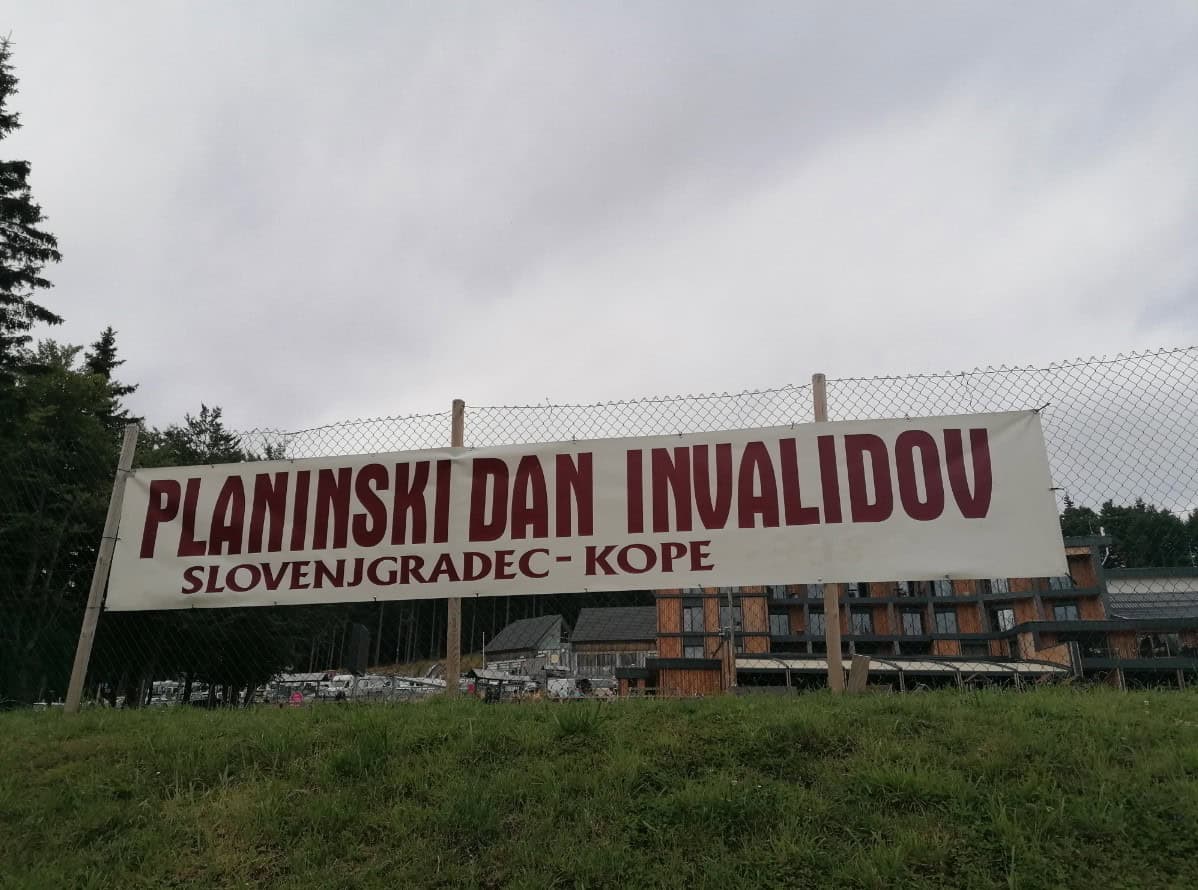 PLANINSKI DAN INVALIDOV
SLOVENJGRADEC - KOPE